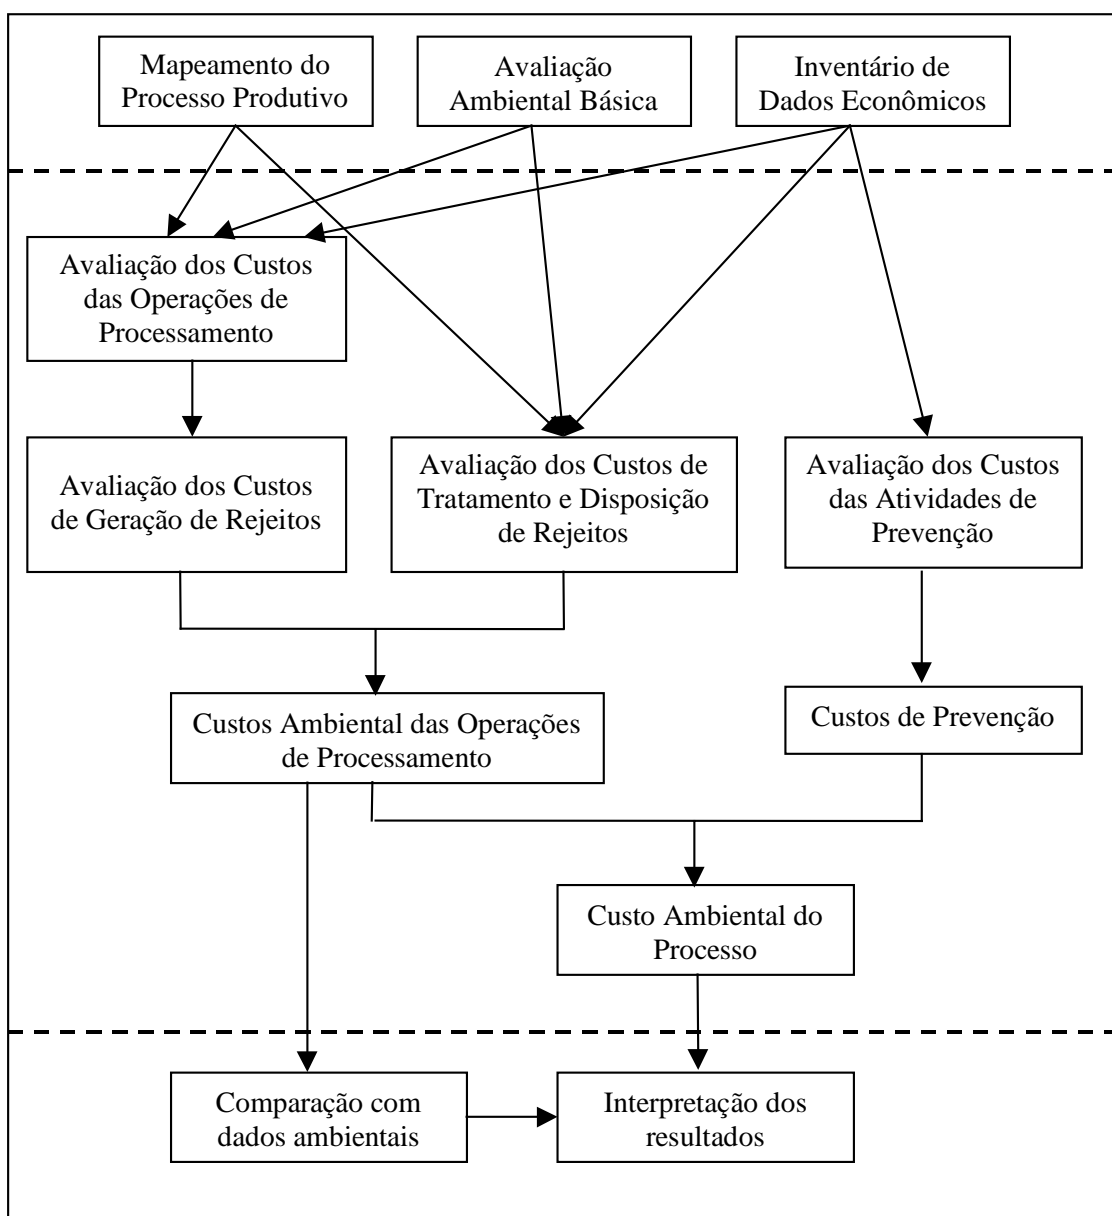 Mapeamento do
Processo Produtivo
Avaliação
Ambiental Básica
Inventário de
Dados Econômicos
Avaliação dos Custos
das Operações de
Processamento
Avaliação dos Custos
de Geração de Rejeitos
Avaliação dos Custos de
Tratamento e Disposição
de Rejeitos
Avaliação dos Custos
das Atividades de
Prevenção
Custos Ambiental das Operações
de Processamento
Custos de Prevenção
Custo Ambiental do
Processo
Comparação com
dados ambientais
Interpretação dos
resultados